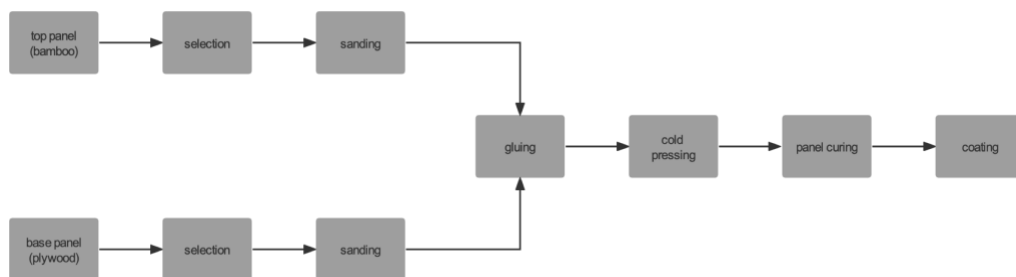 top panel
(bamboo)
selection
sanding
gluing
cold
pressing
panel curing
coating
base panel
(plywood)
selection
sanding